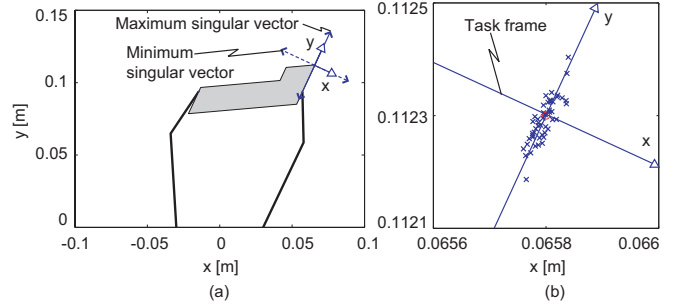 0.15
0.1
0.05
0
-0.1
-0.05
0
0.05
0.1
y [m]
x [m]
Maximum singular vector
Minimum
singular vector
y
x
(a)
0.1125
0.1123
0.1121
0.0656
0.0658
0.066
x [m]
Task frame
y
x
(b)